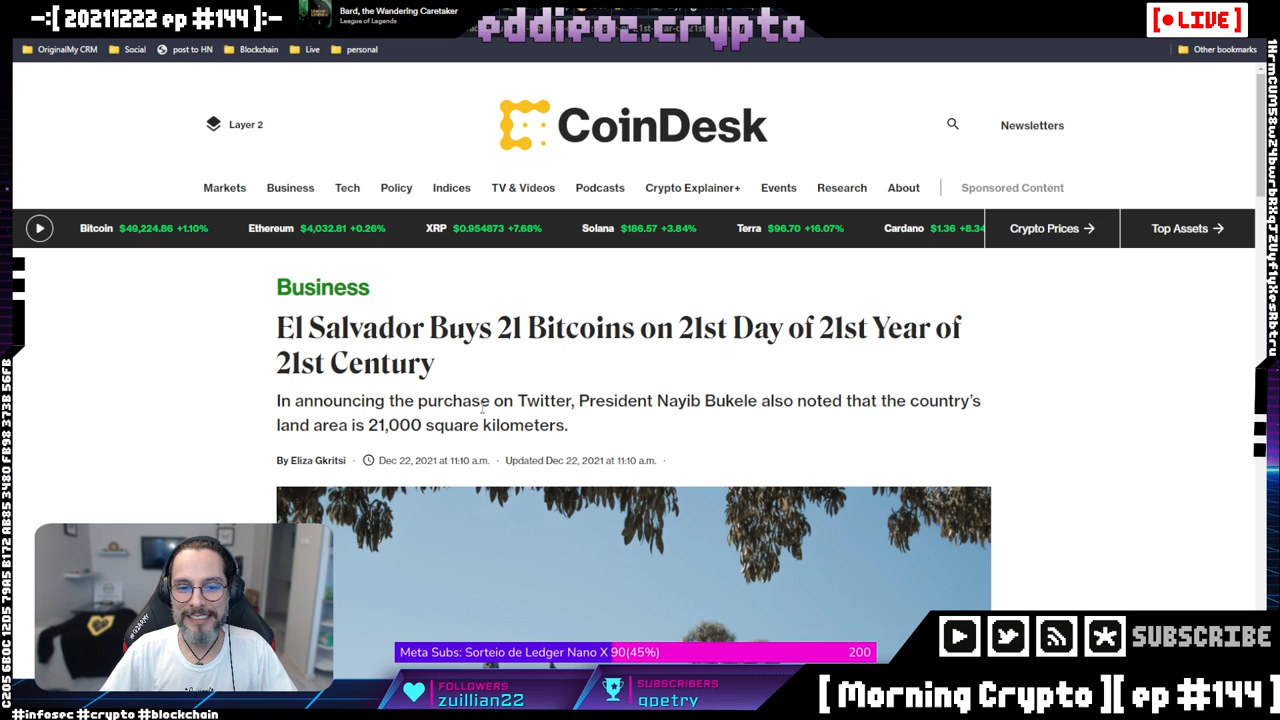 -:[ 20211222 ep #144 ]:-
Bard, the Wandering Caretaker
League of Legends
eddieoz.crypto
[ • LIVE ]
OriginalMy CRM
Social
post to HN
Blockchain
Live
personal
Other bookmarks
Layer 2
CoinDesk
Newsletters
Markets
Business
Tech
Policy
Indices
TV & Videos
Podcasts
Crypto Explainer+
Events
Research
About
Sponsored Content
Bitcoin $49,224.86 +1.10%
Ethereum $4,032.81 +0.26%
XRP $0.954873 +7.68%
Solana $186.57 +3.84%
Terra $96.70 +16.07%
Cardano $1.36 +8.34
Crypto Prices →
Top Assets →
Business
El Salvador Buys 21 Bitcoins on 21st Day of 21st Year of
21st Century
In announcing the purchase on Twitter, President Nayib Bukele also noted that the country's
land area is 21,000 square kilometers.
By Eliza Gkritsi · Dec 22, 2021 at 11:10 a.m. · Updated Dec 22, 2021 at 11:10 a.m. ·
Meta Subs: Sorteio de Ledger Nano X 90(45%) 200
FOLLOWERS
zuillian22
SUBSCRIBERS
gpetry
SUBSCRIBE
[ Morning Crypto ][ ep #144 ]
#infosec #crypto #blockchain